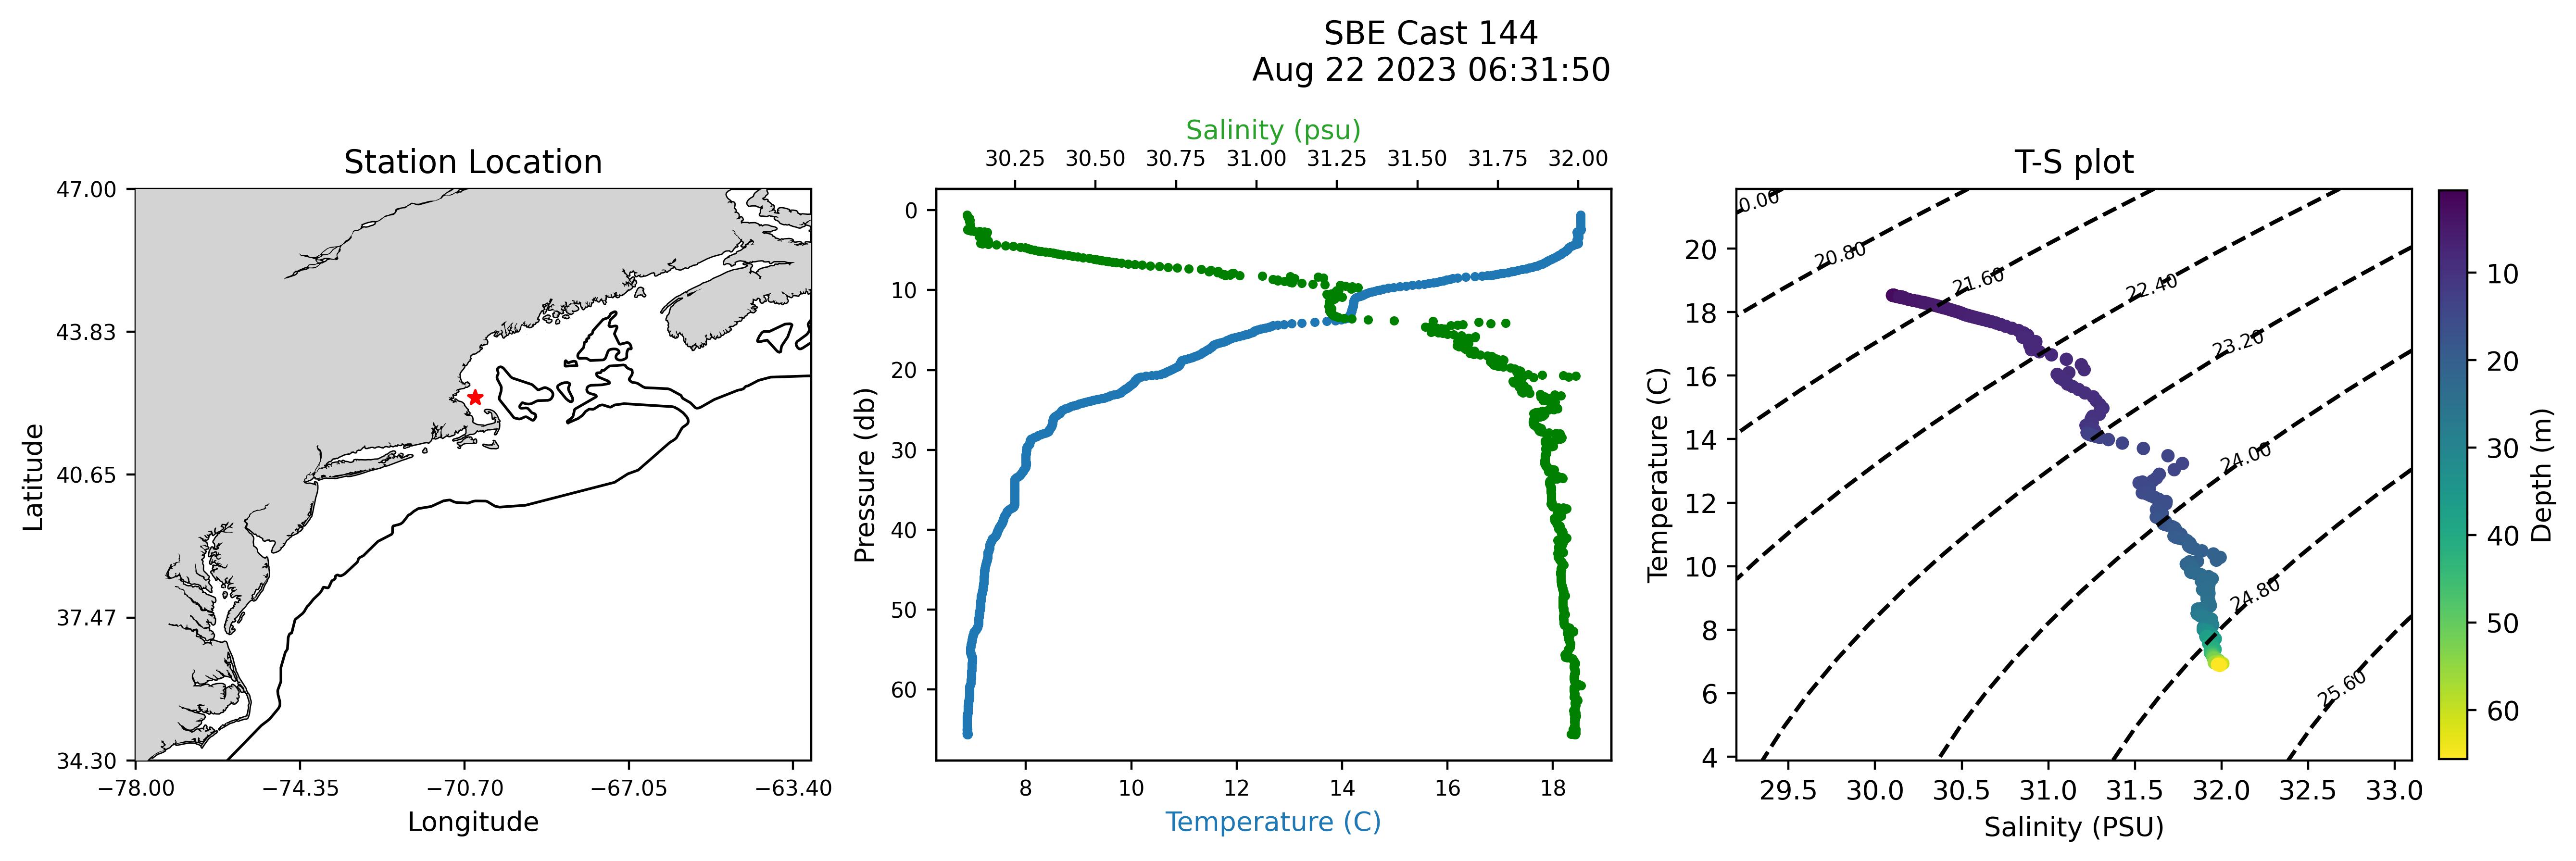 SBE Cast 144
Aug 22 2023 06:31:50
Station Location
47.00
43.83
40.65
37.47
34.30
Latitude
−78.00 −74.35 −70.70 −67.05 −63.40
Longitude
Salinity (psu)
30.25 30.50 30.75 31.00 31.25 31.50 31.75 32.00
0
10
20
30
40
50
60
Pressure (db)
8 10 12 14 16 18
Temperature (C)
T-S plot
20
18
16
14
12
10
8
6
4
Temperature (C)
0.00
20.80
21.60
22.40
23.20
24.00
24.80
25.60
29.5 30.0 30.5 31.0 31.5 32.0 32.5 33.0
Salinity (PSU)
10
20
30
40
50
60
Depth (m)